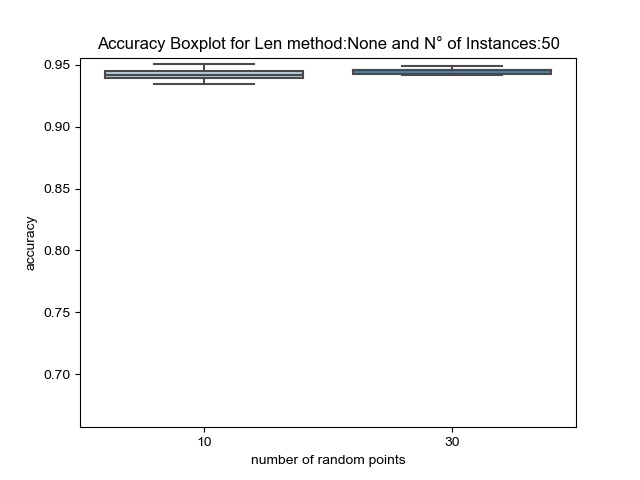 Accuracy Boxplot for Len method:None and N° of Instances:50
0.95
0.90
0.85
0.80
0.75
0.70
accuracy
10
30
number of random points